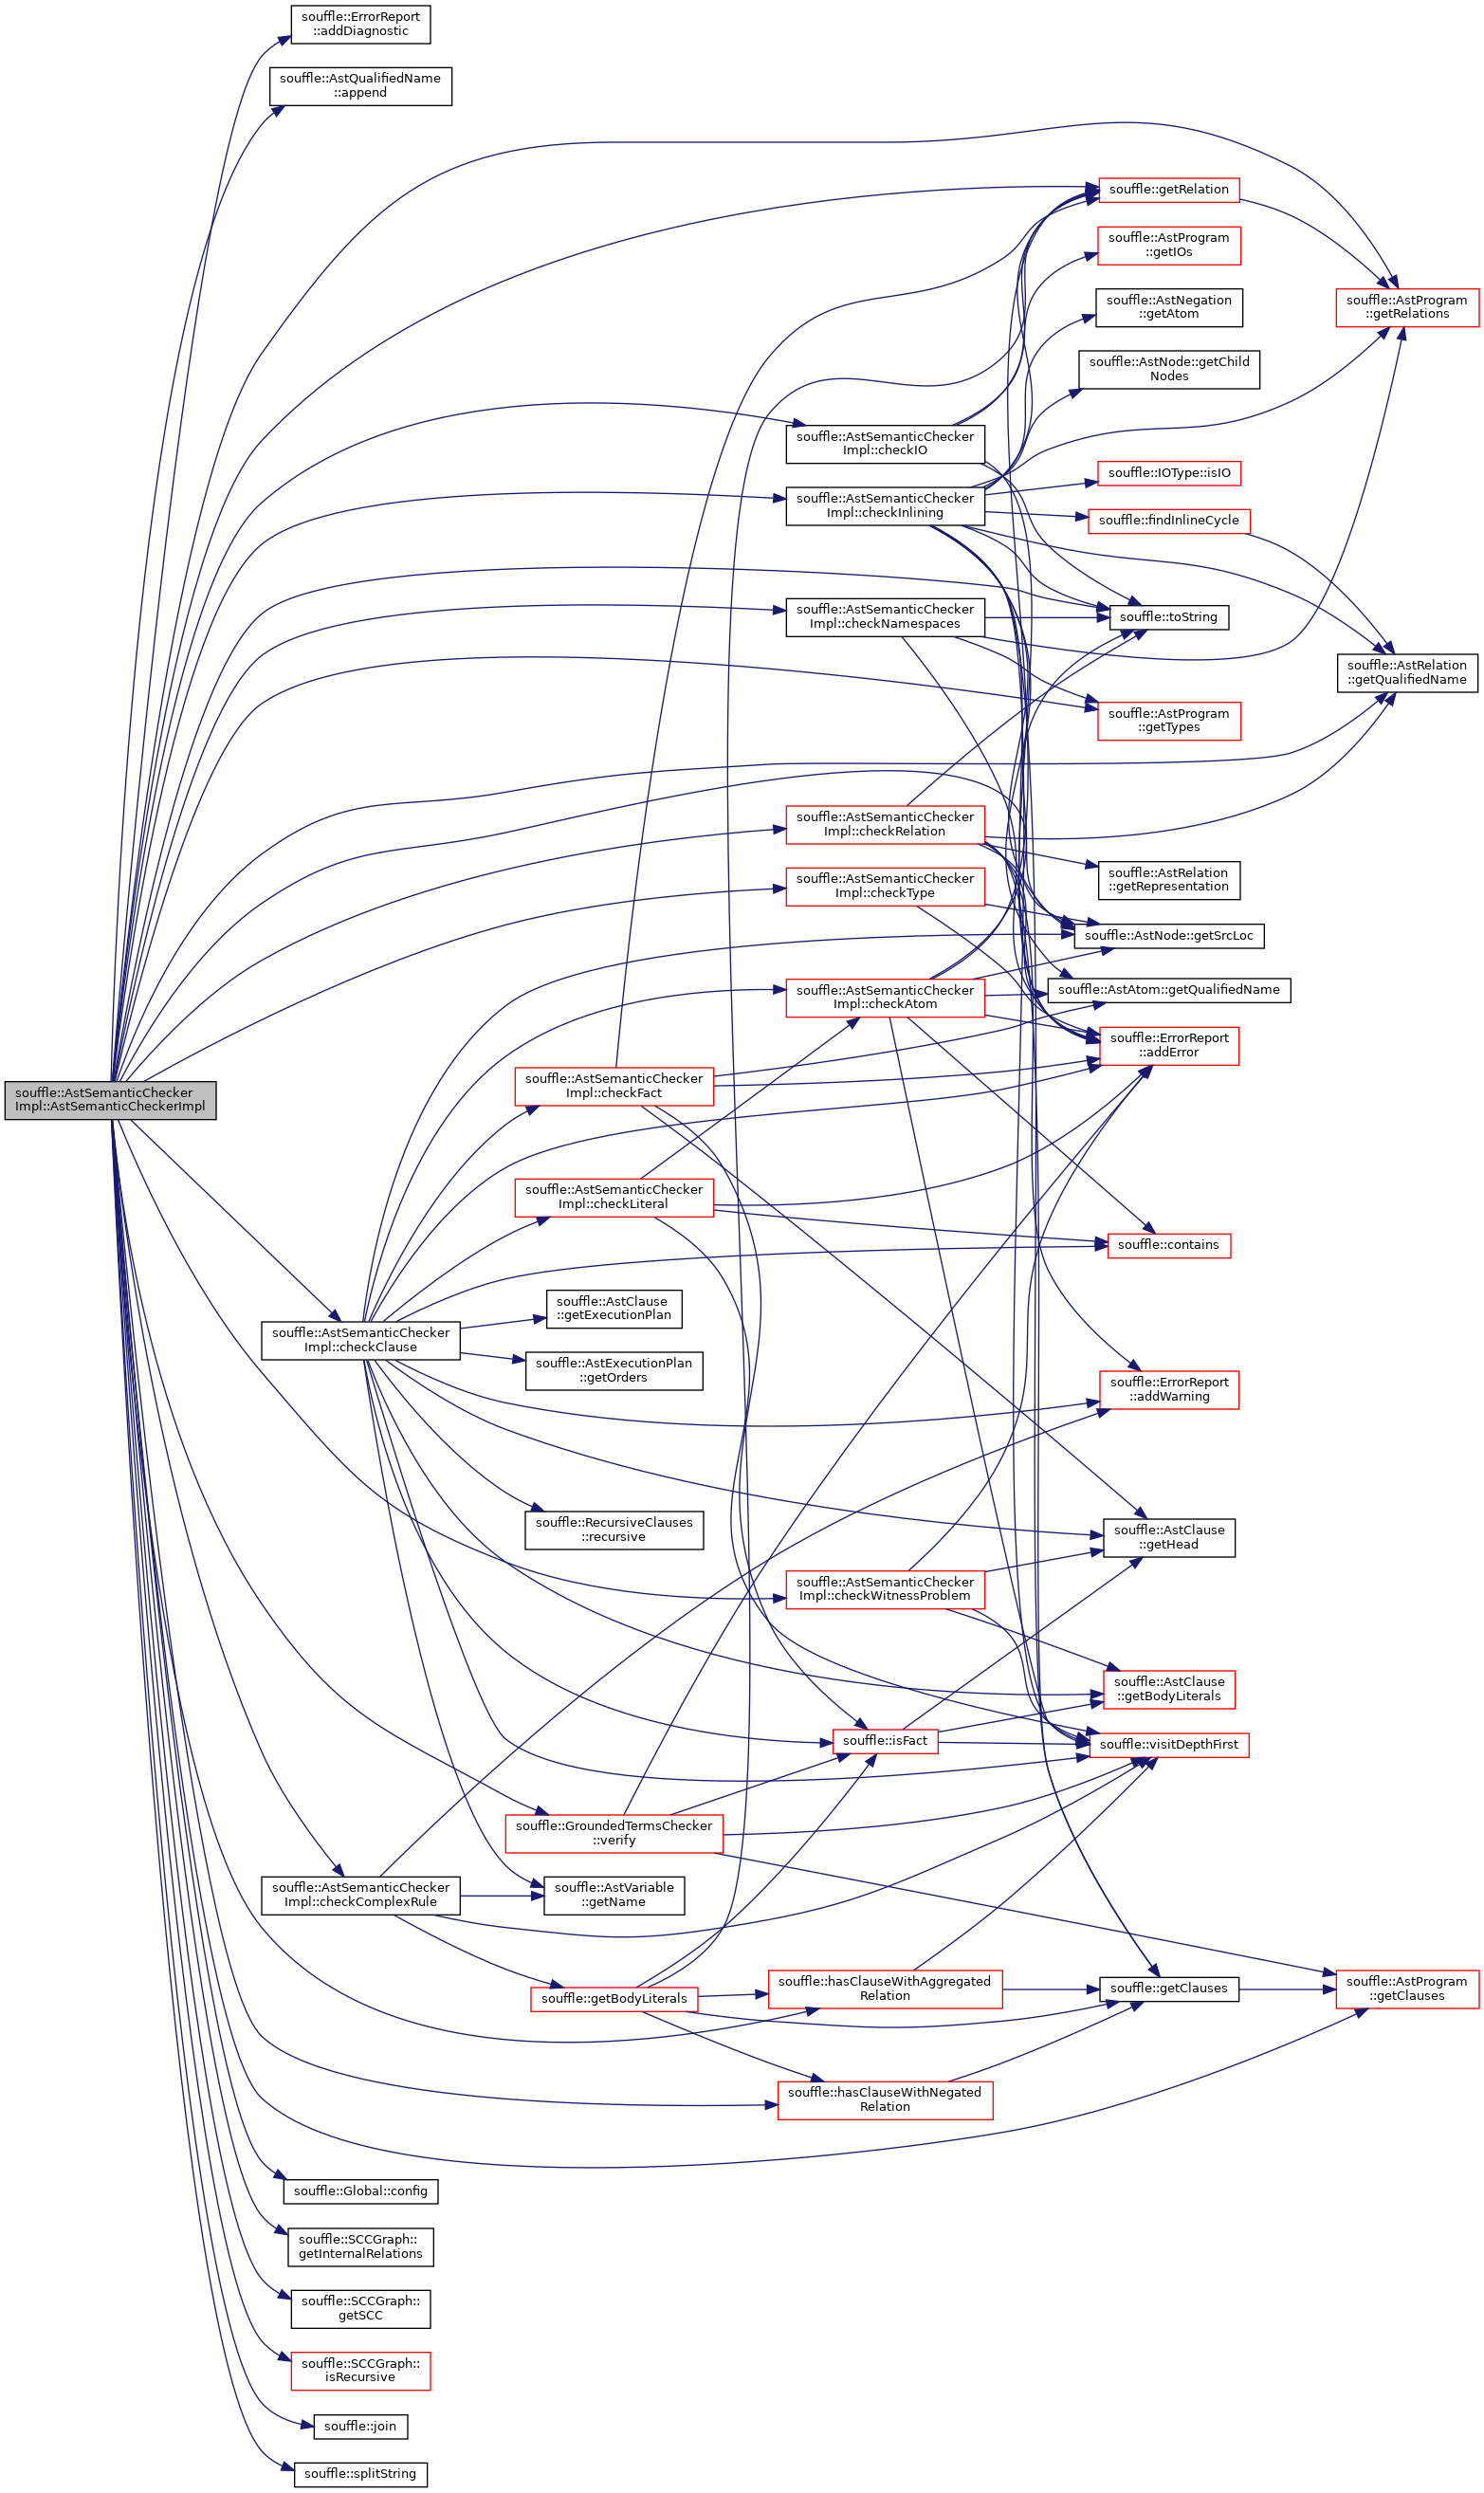 souffle::ErrorReport
::addDiagnostic
souffle::AstQualifiedName
::append
souffle::getRelation
souffle::AstProgram
::getIOs
souffle::AstNegation
::getAtom
souffle::AstProgram
::getRelations
souffle::AstNode::getChild
Nodes
souffle::AstSemanticChecker
Impl::checkIO
souffle::IOType::isIO
souffle::AstSemanticChecker
Impl::checkInlining
souffle::findInlineCycle
souffle::AstSemanticChecker
Impl::checkNamespaces
souffle::toString
souffle::AstRelation
::getQualifiedName
souffle::AstProgram
::getTypes
souffle::AstSemanticChecker
Impl::checkRelation
souffle::AstRelation
::getRepresentation
souffle::AstSemanticChecker
Impl::checkType
souffle::AstNode::getSrcLoc
souffle::AstSemanticChecker
Impl::checkAtom
souffle::AstAtom::getQualifiedName
souffle::ErrorReport
::addError
souffle::AstSemanticChecker
Impl::AstSemanticCheckerImpl
souffle::AstSemanticChecker
Impl::checkFact
souffle::AstSemanticChecker
Impl::checkLiteral
souffle::contains
souffle::AstClause
::getExecutionPlan
souffle::AstSemanticChecker
Impl::checkClause
souffle::AstExecutionPlan
::getOrders
souffle::ErrorReport
::addWarning
souffle::RecursiveClauses
::recursive
souffle::AstClause
::getHead
souffle::AstSemanticChecker
Impl::checkWitnessProblem
souffle::AstClause
::getBodyLiterals
souffle::isFact
souffle::visitDepthFirst
souffle::GroundedTermsChecker
::verify
souffle::AstSemanticChecker
Impl::checkComplexRule
souffle::AstVariable
::getName
souffle::getBodyLiterals
souffle::hasClauseWithAggregated
Relation
souffle::getClauses
souffle::AstProgram
::getClauses
souffle::hasClauseWithNegated
Relation
souffle::Global::config
souffle::SCCGraph::
getInternalRelations
souffle::SCCGraph::
getSCC
souffle::SCCGraph::
isRecursive
souffle::join
souffle::splitString